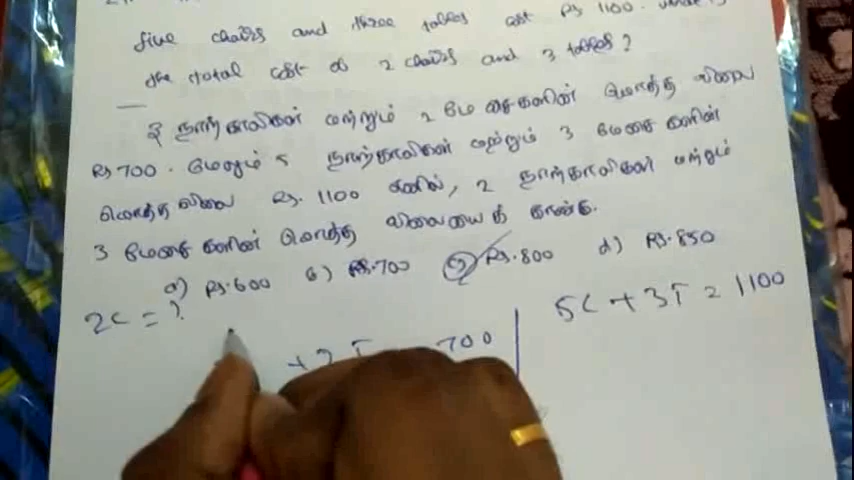 five chairs and three tables cost Rs 1100.
the total cost of 2 chairs and 3 tables?
3 நாற்காலிகள் மற்றும் 2 மேசைகளின் மொத்த விலை
Rs 700. மேலும் 5 நாற்காலிகள் மற்றும் 3 மேசைகளின்
மொத்தவிலை Rs. 1100 எனில், 2 நாற்காலிகள் மற்றும்
3 மேசைகளின் மொத்த விலையைக் காண்க.
a) Rs.600 b) Rs.700 c) Rs.800 d) Rs.850
2C = ?
+ 2T 700
5C + 3T = 1100